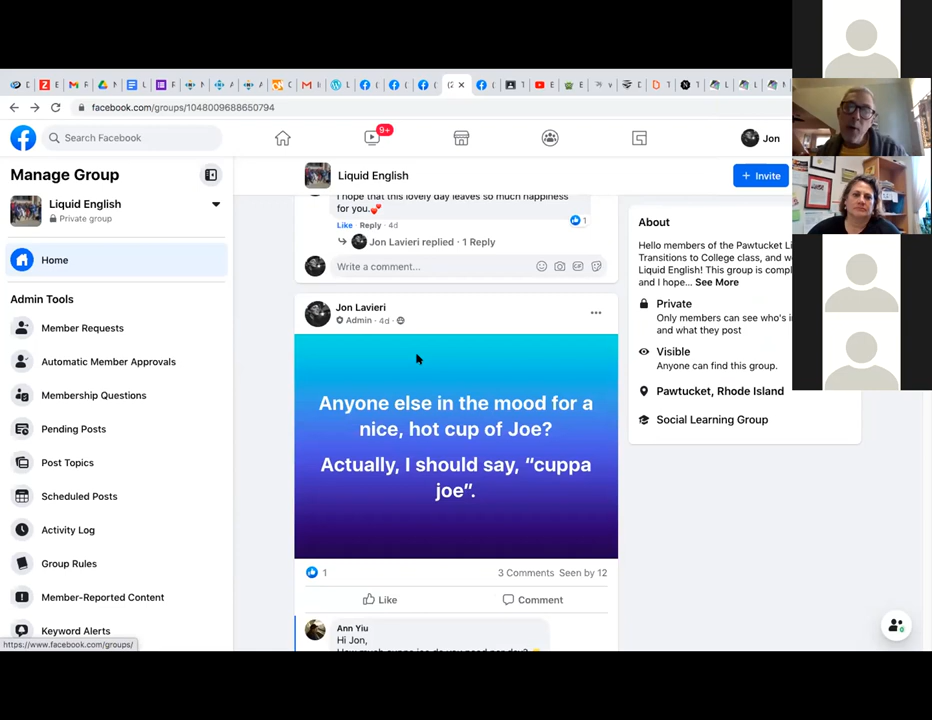 facebook.com/groups/1048009688650794
Search Facebook
9+
Jon
Manage Group
Liquid English
Private group
Home
Admin Tools
Member Requests
Automatic Member Approvals
Membership Questions
Pending Posts
Post Topics
Scheduled Posts
Activity Log
Group Rules
Member-Reported Content
Keyword Alerts
https://www.facebook.com/groups/
Liquid English
Invite
I hope that this lovely day leaves so much happiness
for you.
Like Reply · 4d
1
Jon Lavieri replied · 1 Reply
Write a comment...
Jon Lavieri
Admin · 4d ·
Anyone else in the mood for a
nice, hot cup of Joe?
Actually, I should say, “cuppa
joe”.
1
3 Comments Seen by 12
Like
Comment
Ann Yiu
Hi Jon,
About
Hello members of the Pawtucket Li
Transitions to College class, and w
Liquid English! This group is compl
and I hope... See More
Private
Only members can see who's i
and what they post
Visible
Anyone can find this group.
Pawtucket, Rhode Island
Social Learning Group